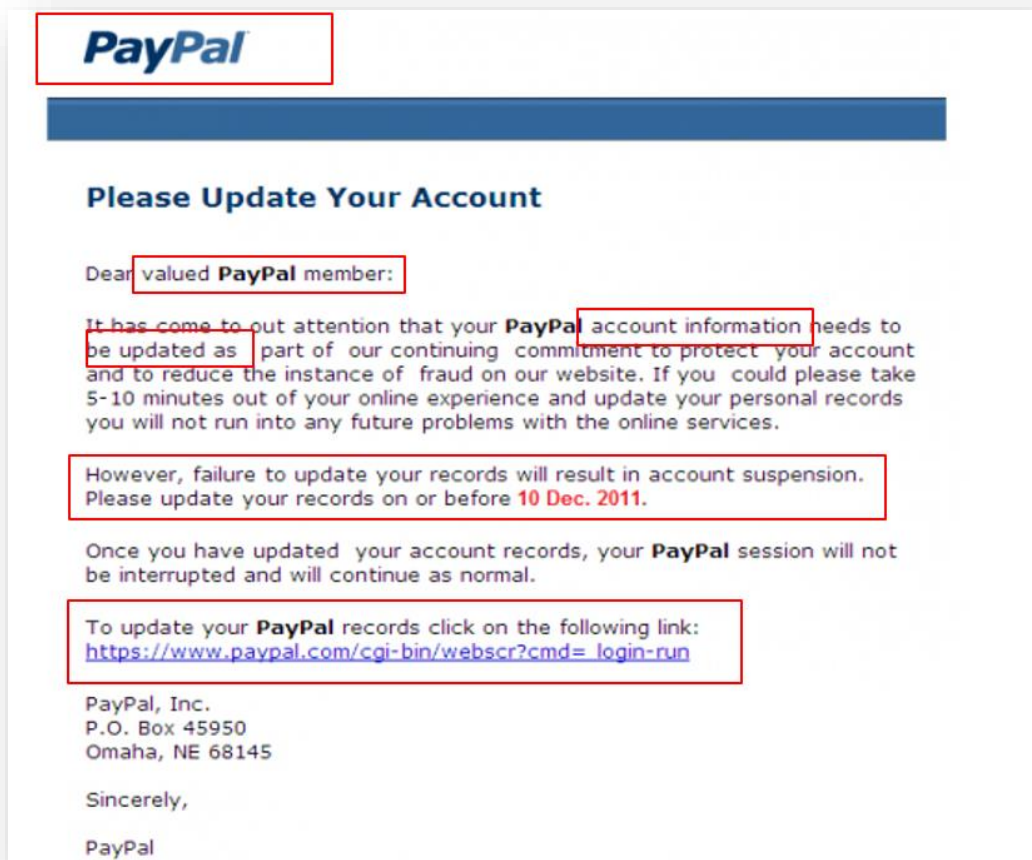 PayPal
Please Update Your Account
Dear valued PayPal member:
It has come to out attention that your PayPal account information needs to
be updated as part of our continuing commitment to protect your account
and to reduce the instance of fraud on our website. If you could please take
5-10 minutes out of your online experience and update your personal records
you will not run into any future problems with the online services.
However, failure to update your records will result in account suspension.
Please update your records on or before 10 Dec. 2011.
Once you have updated your account records, your PayPal session will not
be interrupted and will continue as normal.
To update your PayPal records click on the following link:
https://www.paypal.com/cgi-bin/webscr?cmd=_login-run
PayPal, Inc.
P.O. Box 45950
Omaha, NE 68145
Sincerely,
PayPal